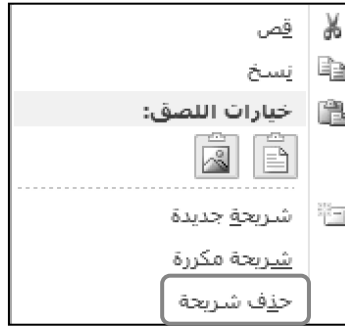 قص
نسخ
خيارات اللصق:
شريحة جديدة
شريحة مكررة
حذف شريحة